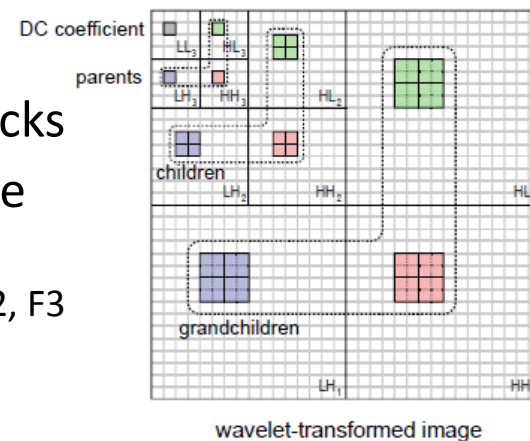 DC coefficient
LL3 HL3
parents
LH3 HH3 HL2
cks
children
e
LH2 HH2 HL
2, F3
grandchildren
LH1 HH
wavelet-transformed image